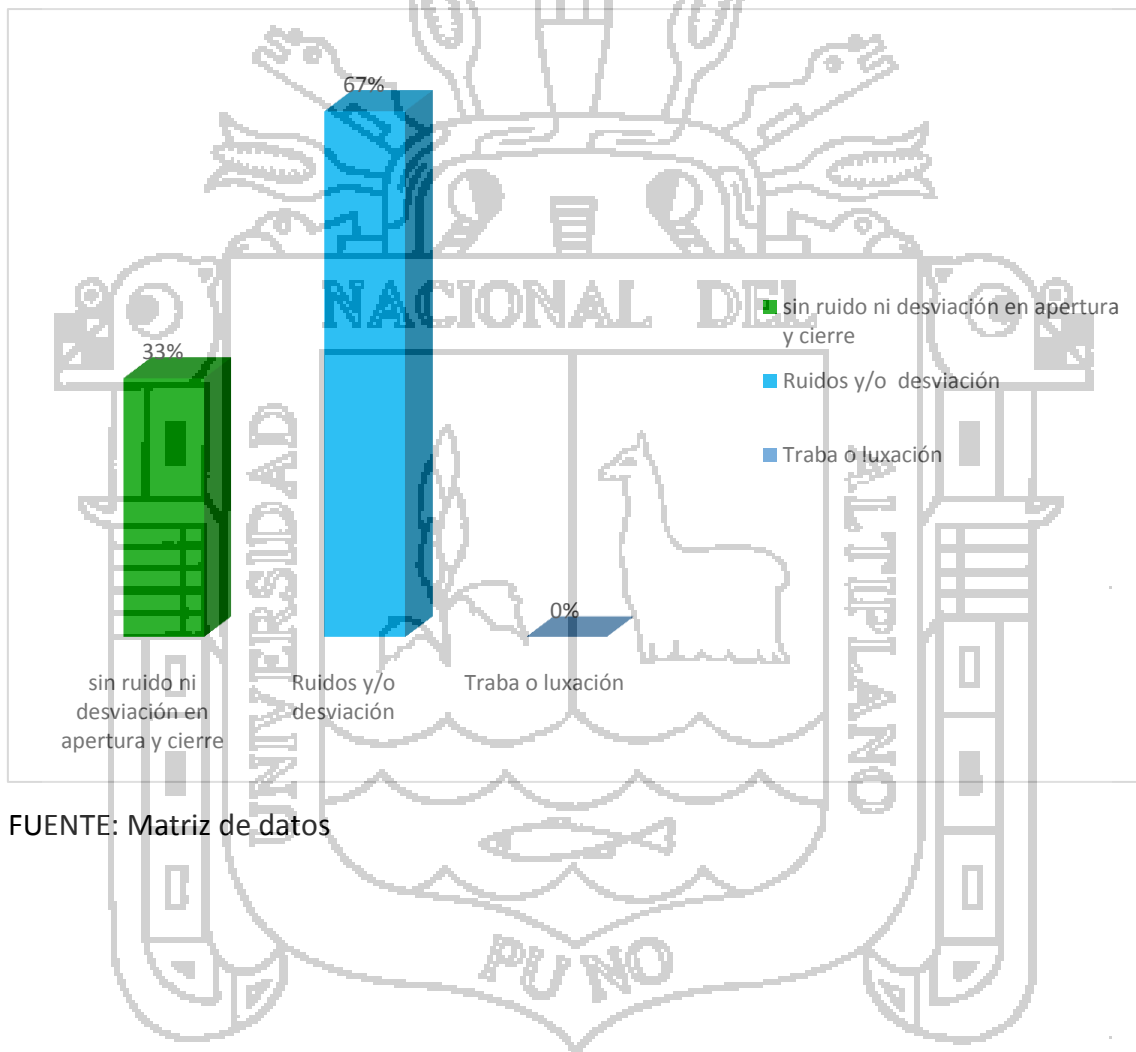 67%
33%
0%
sin ruido ni desviación en apertura
y cierre
Ruidos y/o  desviación
Traba o luxación
sin ruido ni
desviación en
apertura y cierre
Ruidos y/o
desviación
Traba o luxación
FUENTE: Matriz de datos
UNIVERSIDAD
NACIONAL DEL
ALTIPLANO
PUNO